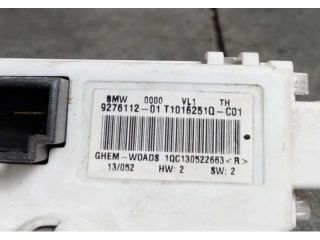 BMW 0000 VL1 TH
9276112-01 T1016251Q-C01
GHEM-WOADS 1QC130522663<R>
13/052 HW: 2 SW: 2